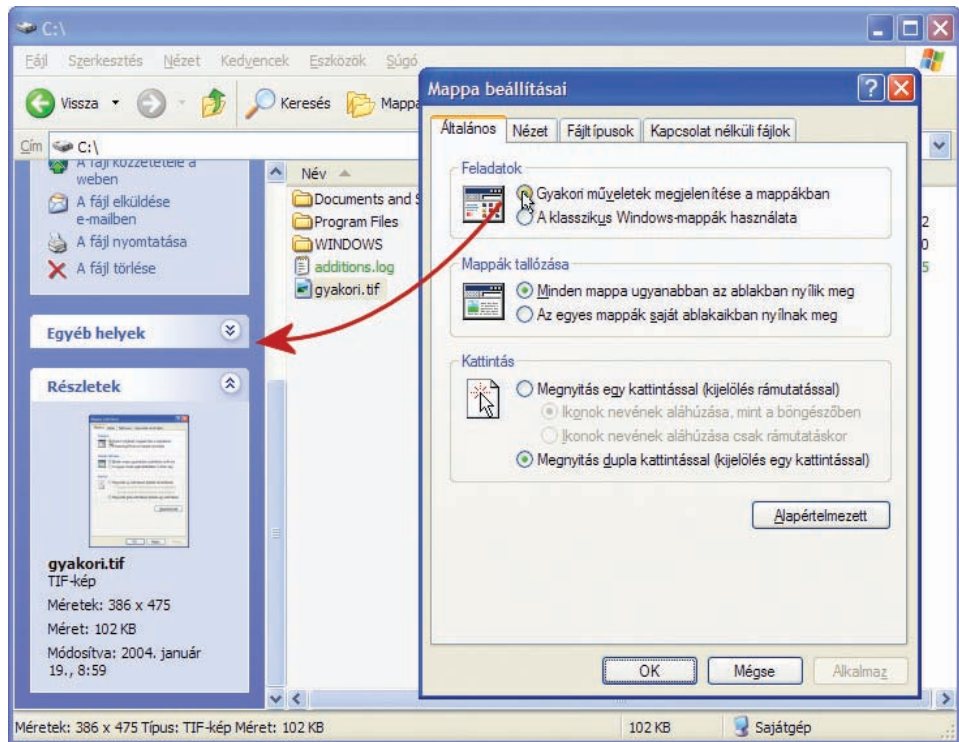 C:\
Fájl Szerkesztés Nézet Kedvencek Eszközök Súgó
Vissza Keresés
Cím C:\
weben
A fájl elküldése
e-mailben
A fájl nyomtatása
A fájl törlése
Egyéb helyek
Részletek
gyakori.tif
TIF-kép
Méretek: 386 x 475
Méret: 102 KB
Módosítva: 2004. január
19., 8:59
Név
Documents and
Program Files
WINDOWS
additions.log
gyakori.tif
2
0
5
Mappa beállításai
Általános Nézet Fájltípusok Kapcsolat nélküli fájlok
Feladatok
Gyakori műveletek megjelenítése a mappákban
A klasszikus Windows-mappák használata
Mappák tallózása
Minden mappa ugyanabban az ablakban nyílik meg
Az egyes mappák saját ablakaikban nyílnak meg
Kattintás
Megnyitás egy kattintással (kijelölés rámutatással)
Ikonok nevének aláhúzása, mint a böngészőben
Ikonok nevének aláhúzása csak rámutatáskor
Megnyitás dupla kattintással (kijelölés egy kattintással)
Alapértelmezett
OK Mégse Alkalmaz
Méretek: 386 x 475 Típus: TIF-kép Méret: 102 KB 102 KB Sajátgép